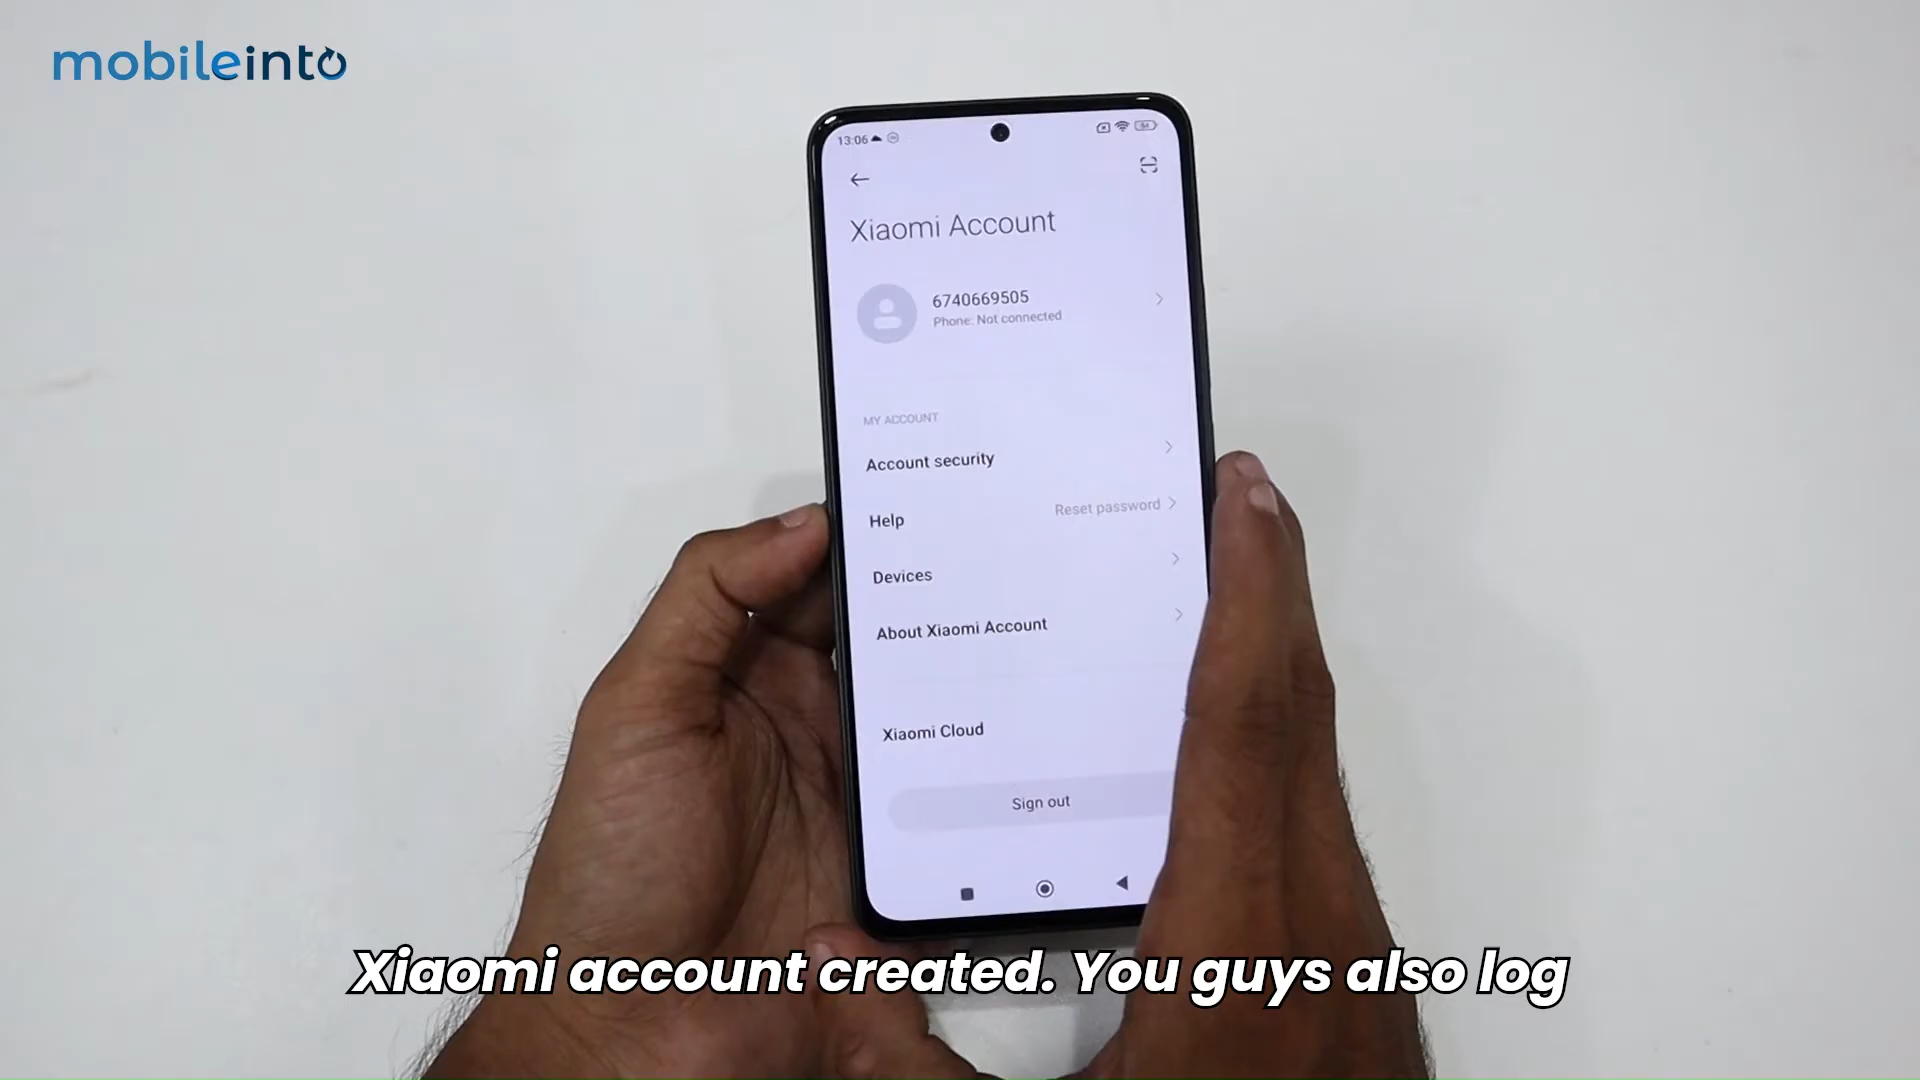 mobileinto
13:06
Xiaomi Account
6740669505
Phone: Not connected
MY ACCOUNT
Account security
Help
Reset password
Devices
About Xiaomi Account
Xiaomi Cloud
Sign out
Xiaomi account created. You guys also log